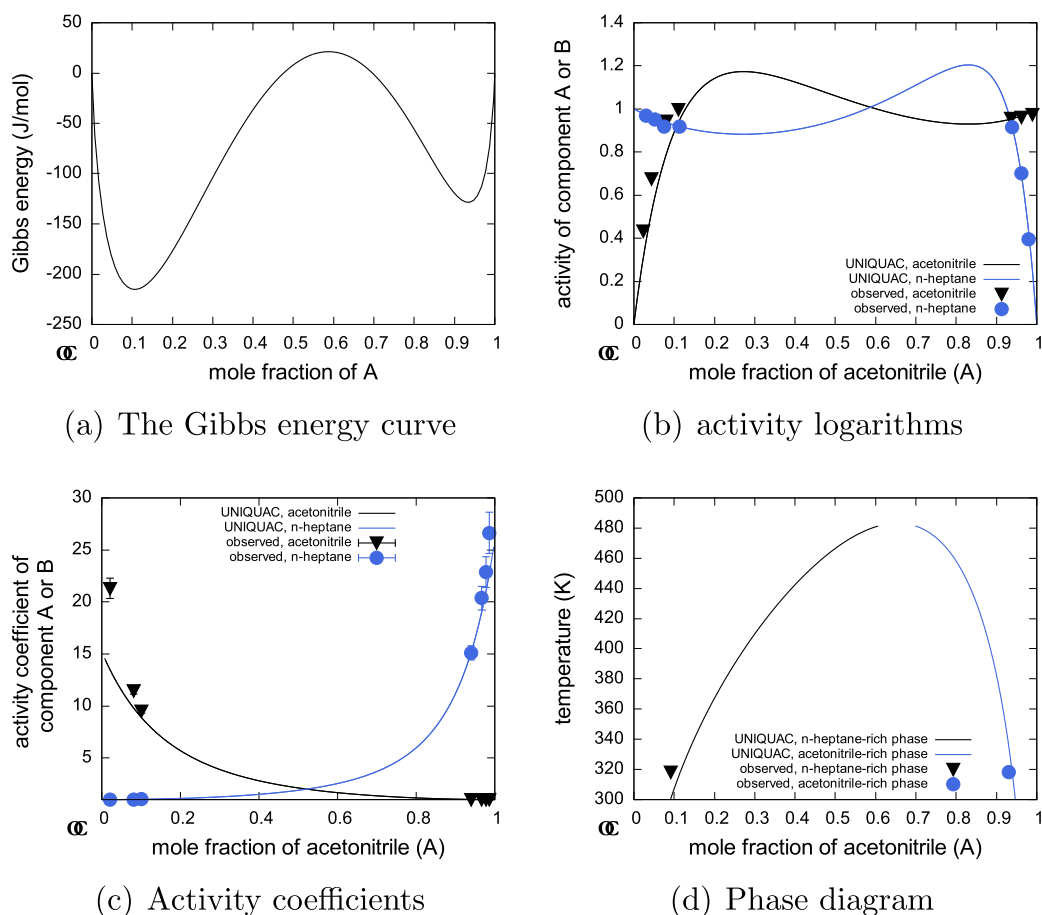 Gibbs energy (J/mol)
50
0
-50
-100
-150
-200
-250
0 0.1 0.2 0.3 0.4 0.5 0.6 0.7 0.8 0.9 1
mole fraction of A
(a) The Gibbs energy curve
activity of component A or B
1.4
1.2
1
0.8
0.6
0.4
0.2
0
UNIQUAC, acetonitrile
UNIQUAC, n-heptane
observed, acetonitrile
observed, n-heptane
0 0.1 0.2 0.3 0.4 0.5 0.6 0.7 0.8 0.9 1
mole fraction of acetonitrile (A)
(b) activity logarithms
activity coefficient of
component A or B
30
25
20
15
10
5
UNIQUAC, acetonitrile
UNIQUAC, n-heptane
observed, acetonitrile
observed, n-heptane
0 0.2 0.4 0.6 0.8 1
mole fraction of acetonitrile (A)
(c) Activity coefficients
temperature (K)
500
480
460
440
420
400
380
360
340
320
300
UNIQUAC, n-heptane-rich phase
UNIQUAC, acetonitrile-rich phase
observed, n-heptane-rich phase
observed, acetonitrile-rich phase
0 0.1 0.2 0.3 0.4 0.5 0.6 0.7 0.8 0.9 1
mole fraction of acetonitrile (A)
(d) Phase diagram